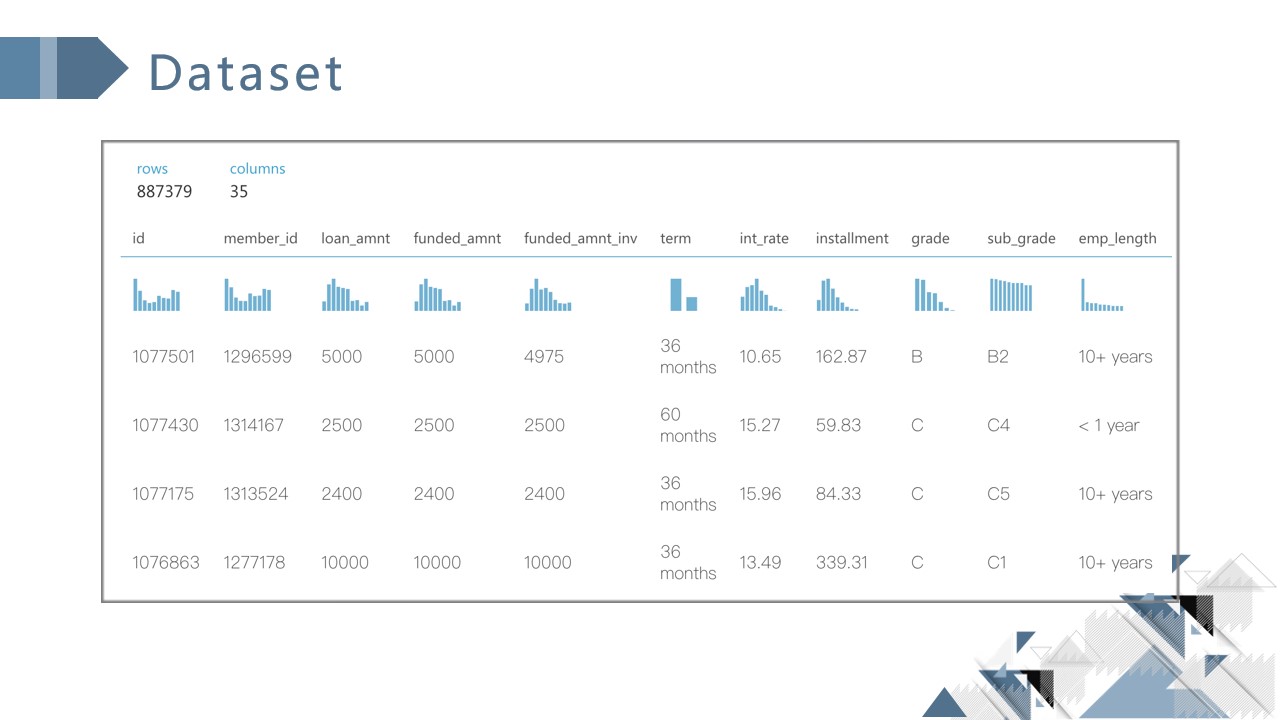 Dataset
rows columns
887379 35
id member_id loan_amnt funded_amnt funded_amnt_inv term int_rate installment grade sub_grade emp_length
1077501 1296599 5000 5000 4975 36 months 10.65 162.87 B B2 10+ years
1077430 1314167 2500 2500 2500 60 months 15.27 59.83 C C4 < 1 year
1077175 1313524 2400 2400 2400 36 months 15.96 84.33 C C5 10+ years
1076863 1277178 10000 10000 10000 36 months 13.49 339.31 C C1 10+ years